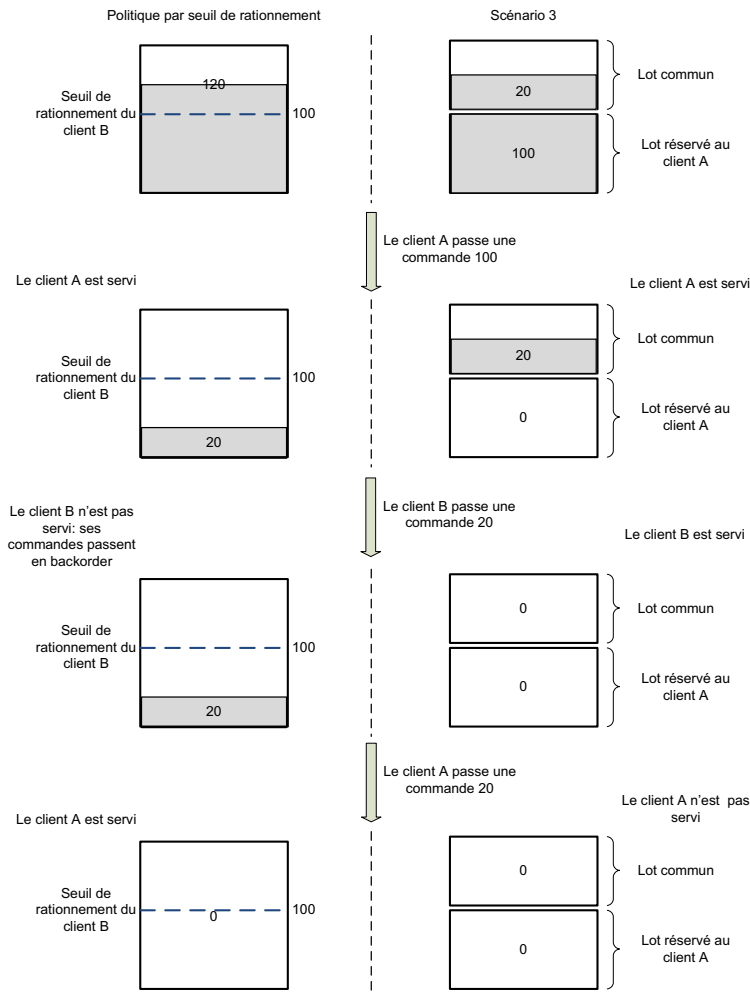 Politique par seuil de rationnement
Scénario 3
120
Seuil de
rationnement du
client B
100
20
100
Lot commun
Lot réservé au
client A
Le client A passe une
commande 100
Le client A est servi
Le client A est servi
Seuil de
rationnement du
client B
100
20
20
0
Lot commun
Lot réservé au
client A
Le client B passe une
commande 20
Le client B n'est pas
servi: ses
commandes passent
en backorder
Le client B est servi
Seuil de
rationnement du
client B
100
20
0
0
Lot commun
Lot réservé au
client A
Le client A passe une
commande 20
Le client A est servi
Le client A n'est pas
servi
Seuil de
rationnement du
client B
100
0
0
0
Lot commun
Lot réservé au
client A